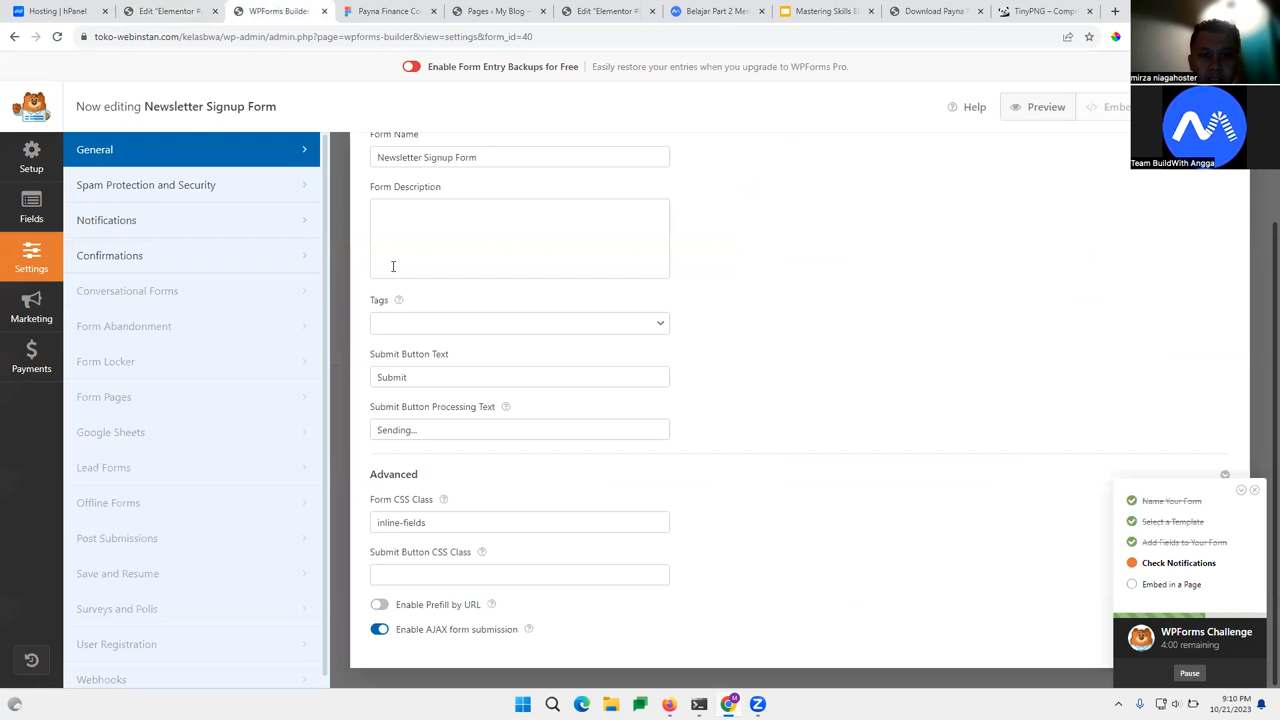 Hosting | hPanel
Edit "Elementor #
WPForms Builder
Payna Finance Co
Pages ‹ My Blog –
Edit "Elementor #
Belajar Part 2 Me
Mastering Skills E
Download Payna
TinyPNG – Comp
toko-webinstan.com/kelasbwa/wp-admin/admin.php?page=wpforms-builder&view=settings&form_id=40
Enable Form Entry Backups for Free
Easily restore your entries when you upgrade to WPForms Pro.
mirza niagahoster
Team BuildWith Angga
Now editing Newsletter Signup Form
Help
Preview
Embe
Setup
Fields
Settings
Marketing
Payments
General
Spam Protection and Security
Notifications
Confirmations
Conversational Forms
Form Abandonment
Form Locker
Form Pages
Google Sheets
Lead Forms
Offline Forms
Post Submissions
Save and Resume
Surveys and Polls
User Registration
Webhooks
Form Name
Newsletter Signup Form
Form Description
Tags
Submit Button Text
Submit
Submit Button Processing Text
Sending...
Advanced
Form CSS Class
inline-fields
Submit Button CSS Class
Enable Prefill by URL
Enable AJAX form submission
Name Your Form
Select a Template
Add Fields to Your Form
Check Notifications
Embed in a Page
WPForms Challenge
4:00 remaining
Pause
9:10 PM
10/21/2023